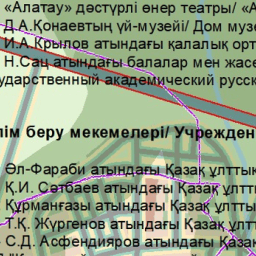 «Алатау» дәстүрлі өнер театры/ «А
Д.А.Қонаевтың үй-музейі/ Дом музе
И.А.Крылов атындағы қалалық орт
Н.Сац атындағы балалар мен жасө
ударственный академический русск
лім беру мекемелері/ Учрежден
Әл-Фараби атындағы Қазақ ұлттық
Қ.И. Сәтбаев атындағы Қазақ ұлттық
Құрманғазы атындағы Қазақ ұлттық
Т.Қ. Жүргенов атындағы Қазақ ұлт
С.Д. Асфендияров атындағы Қазақ